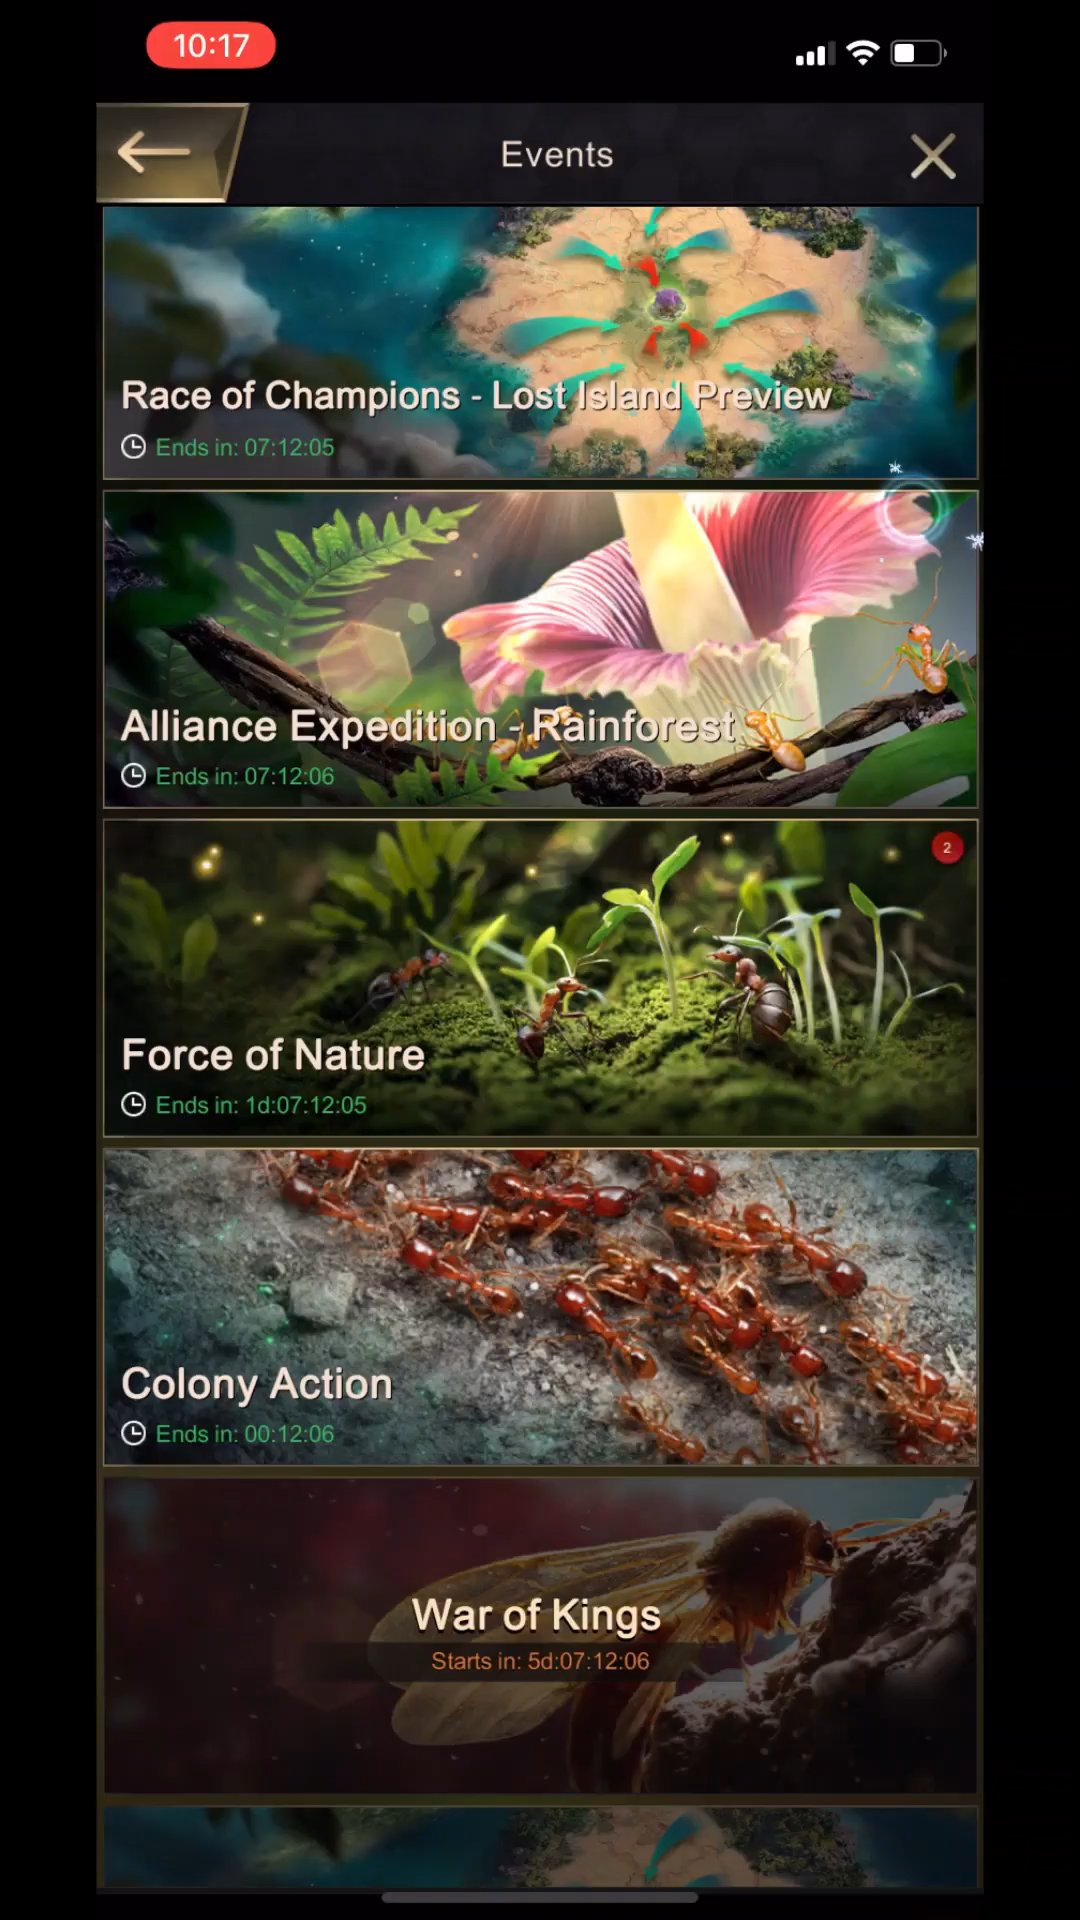 10:17
Events
Race of Champions - Lost Island Preview
Ends in: 07:12:05
Alliance Expedition - Rainforest
Ends in: 07:12:06
2
Force of Nature
Ends in: 1d:07:12:05
Colony Action
Ends in: 00:12:06
War of Kings
Starts in: 5d:07:12:06